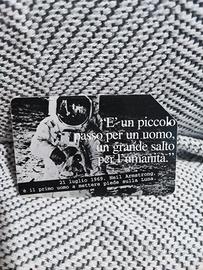 “E' un piccolo
passo per un uomo,
un grande salto
per l'umanità.”
21 luglio 1969. Neil Armstrong,
è il primo uomo a mettere piede sulla Luna.